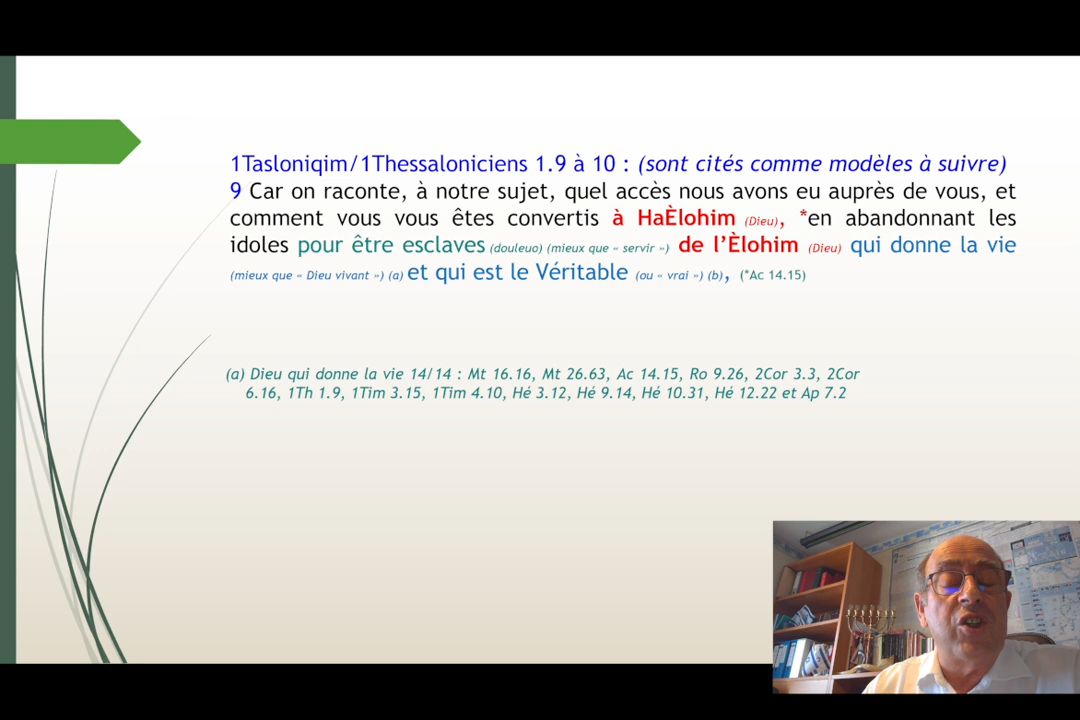 1Tasloniqim/1Thessaloniciens 1.9 à 10 : (sont cités comme modèles à suivre)
9 Car on raconte, à notre sujet, quel accès nous avons eu auprès de vous, et
comment vous vous êtes convertis à HaÈlohim (Dieu), *en abandonnant les
idoles pour être esclaves (douleuo) (mieux que « servir ») de l’Èlohim (Dieu) qui donne la vie
(mieux que « Dieu vivant ») (a) et qui est le Véritable (ou « vrai ») (b), (*Ac 14.15)
(a) Dieu qui donne la vie 14/14 : Mt 16.16, Mt 26.63, Ac 14.15, Ro 9.26, 2Cor 3.3, 2Cor
6.16, 1Th 1.9, 1Tim 3.15, 1Tim 4.10, Hé 3.12, Hé 9.14, Hé 10.31, Hé 12.22 et Ap 7.2